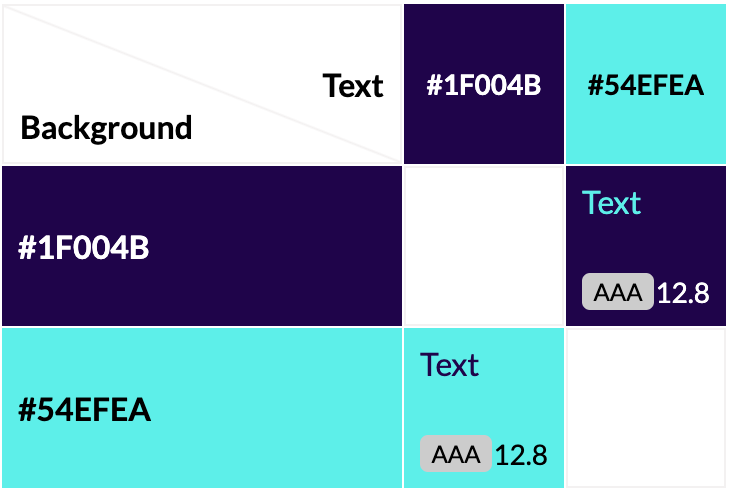 Text
Background
#1F004B
#54EFEA
#1F004B
Text
AAA 12.8
#54EFEA
Text
AAA 12.8